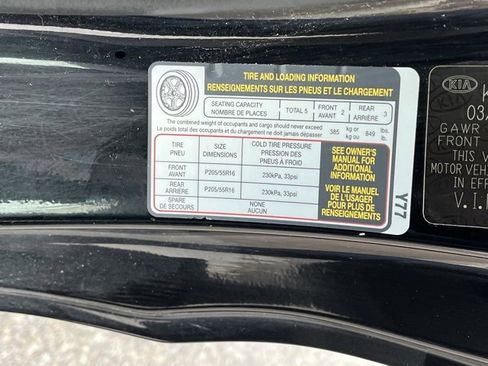 TIRE AND LOADING INFORMATION
RENSEIGNEMENTS SUR LES PNEUS ET LE CHARGEMENT
SEATING CAPACITY
NOMBRE DE PLACES
TOTAL 5
FRONT
AVANT
2
REAR
ARRIÈRE
3
The combined weight of occupants and cargo should never exceed
Le poids total des occupants et du chargement ne doit jamais dépasser
385 kg or
kg ou
849 lbs.
lb.
TIRE
PNEU
SIZE
DIMENSIONS
COLD TIRE PRESSURE
PRESSION DES
PNEUS À FROID
FRONT
AVANT
P205/55R16
230kPa, 33psi
REAR
ARRIERE
P205/55R16
230kPa, 33psi
SPARE
DE SECOURS
NONE
AUCUN
SEE OWNER'S
MANUAL FOR
ADDITIONAL
INFORMATION
VOIR LE MANUEL
DE L'USAGER
POUR PLUS DE
RENSEIGNEMENTS
Y77
KIA
K
03/
GAWR
FRONT
THIS V
MOTOR VEH
IN EFF
V.I.